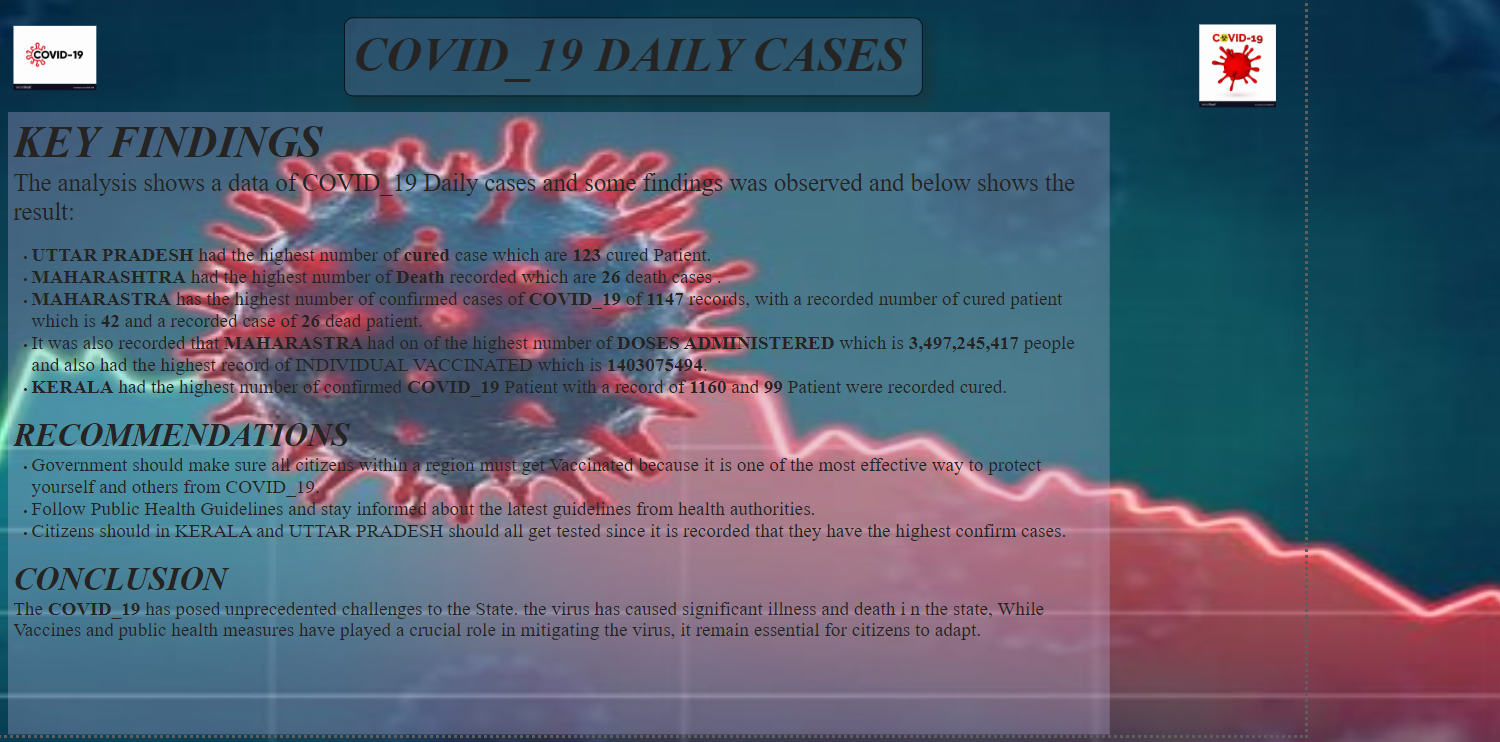 COVID-19
COVID_19 DAILY CASES
COVID-19
KEY FINDINGS
The analysis shows a data of COVID_19 Daily cases and some findings was observed and below shows the
result:
• UTTAR PRADESH had the highest number of cured case which are 123 cured Patient.
• MAHARASHTRA had the highest number of Death recorded which are 26 death cases .
• MAHARASTRA has the highest number of confirmed cases of COVID_19 of 1147 records, with a recorded number of cured patient
which is 42 and a recorded case of 26 dead patient.
• It was also recorded that MAHARASTRA had on of the highest number of DOSES ADMINISTERED which is 3,497,245,417 people
and also had the highest record of INDIVIDUAL VACCINATED which is 1403075494.
• KERALA had the highest number of confirmed COVID_19 Patient with a record of 1160 and 99 Patient were recorded cured.
RECOMMENDATIONS
• Government should make sure all citizens within a region must get Vaccinated because it is one of the most effective way to protect
yourself and others from COVID_19.
• Follow Public Health Guidelines and stay informed about the latest guidelines from health authorities.
• Citizens should in KERALA and UTTAR PRADESH should all get tested since it is recorded that they have the highest confirm cases.
CONCLUSION
The COVID_19 has posed unprecedented challenges to the State. the virus has caused significant illness and death i n the state, While
Vaccines and public health measures have played a crucial role in mitigating the virus, it remain essential for citizens to adapt.